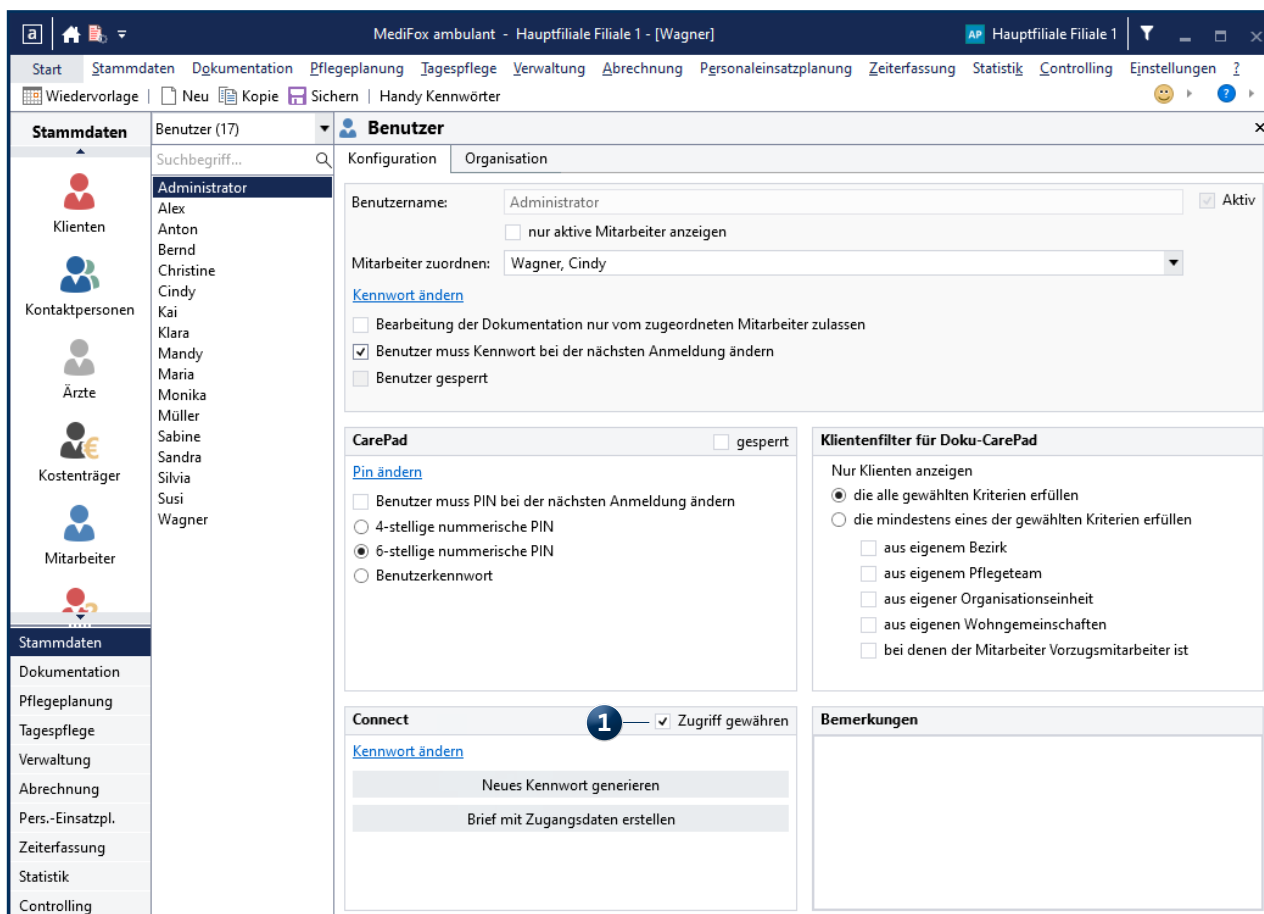 a MediFox ambulant - Hauptfiliale Filiale 1 - [Wagner] AP Hauptfiliale Filiale 1
Start Stammdaten Dokumentation Pflegeplanung Tagespflege Verwaltung Abrechnung Personaleinsatzplanung Zeiterfassung Statistik Controlling Einstellungen ?
Wiedervorlage | Neu Kopie Sichern | Handy Kennwörter ?
Stammdaten
Klienten
Kontaktpersonen
Ärzte
Kostenträger
Mitarbeiter
Stammdaten
Dokumentation
Pflegeplanung
Tagespflege
Verwaltung
Abrechnung
Pers.-Einsatzpl.
Zeiterfassung
Statistik
Controlling
Benutzer (17)
Suchbegriff...
Administrator
Alex
Anton
Bernd
Christine
Cindy
Kai
Klara
Mandy
Maria
Monika
Müller
Sabine
Sandra
Silvia
Susi
Wagner
Benutzer
Konfiguration Organisation
Benutzername: Administrator Aktiv
nur aktive Mitarbeiter anzeigen
Mitarbeiter zuordnen: Wagner, Cindy
Kennwort ändern
Bearbeitung der Dokumentation nur vom zugeordneten Mitarbeiter zulassen
Benutzer muss Kennwort bei der nächsten Anmeldung ändern
Benutzer gesperrt
CarePad gesperrt
Pin ändern
Benutzer muss PIN bei der nächsten Anmeldung ändern
4-stellige nummerische PIN
6-stellige nummerische PIN
Benutzerkennwort
Klientenfilter für Doku-CarePad
Nur Klienten anzeigen
die alle gewählten Kriterien erfüllen
die mindestens eines der gewählten Kriterien erfüllen
aus eigenem Bezirk
aus eigenem Pflegeteam
aus eigener Organisationseinheit
aus eigenen Wohngemeinschaften
bei denen der Mitarbeiter Vorzugsmitarbeiter ist
Connect 1 Zugriff gewähren
Kennwort ändern
Neues Kennwort generieren
Brief mit Zugangsdaten erstellen
Bemerkungen